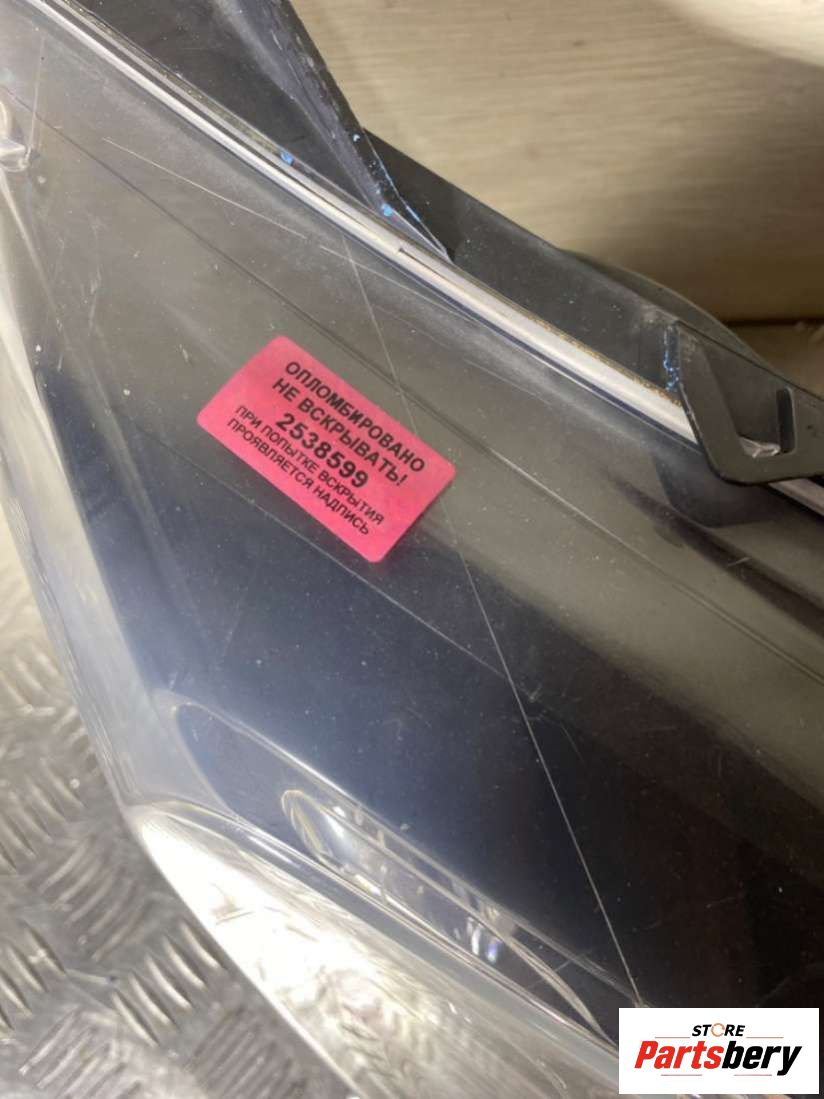 ОПЛОМБИРОВАНО
НЕ ВСКРЫВАТЬ!
2538599
ПРИ ПОПЫТКЕ ВСКРЫТИЯ
ПРОЯВЛЯЕТСЯ НАДПИСЬ
STORE
Partsbery